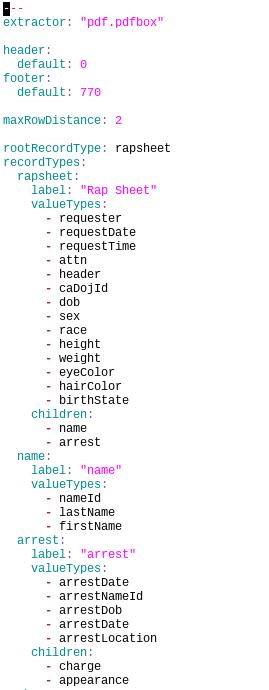 ---
extractor: "pdf.pdfbox"

header:
  default: 0
footer:
  default: 770

maxRowDistance: 2

rootRecordType: rapsheet
recordTypes:
  rapsheet:
    label: "Rap Sheet"
    valueTypes:
      - requester
      - requestDate
      - requestTime
      - attn
      - header
      - caDojId
      - dob
      - sex
      - race
      - height
      - weight
      - eyeColor
      - hairColor
      - birthState
    children:
      - name
      - arrest
  name:
    label: "name"
    valueTypes:
      - nameId
      - lastName
      - firstName
  arrest:
    label: "arrest"
    valueTypes:
      - arrestDate
      - arrestNameId
      - arrestDob
      - arrestDate
      - arrestLocation
    children:
      - charge
      - appearance